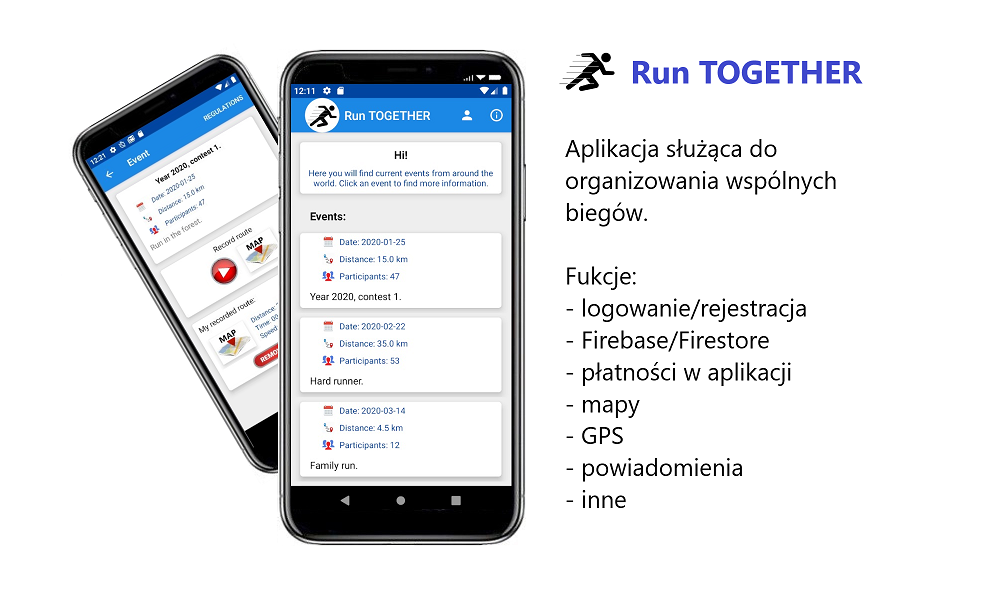 12:21
Event
REGULATIONS
Year 2020, contest 1.
Date: 2020-01-25
Distance: 15.0 km
Participants: 47
Run in the forest.
Record route
MAP
My recorded route:
MAP
Distance:
Time: 00
Speed
REMO
12:11
Run TOGETHER
Hi!
Here you will find current events from around the
world. Click an event to find more information.
Events:
Date: 2020-01-25
Distance: 15.0 km
Participants: 47
Year 2020, contest 1.
Date: 2020-02-22
Distance: 35.0 km
Participants: 53
Hard runner.
Date: 2020-03-14
Distance: 4.5 km
Participants: 12
Family run.
Run TOGETHER
Aplikacja służąca do
organizowania wspólnych
biegów.
Fukcje:
- logowanie/rejestracja
- Firebase/Firestore
- płatności w aplikacji
- mapy
- GPS
- powiadomienia
- inne